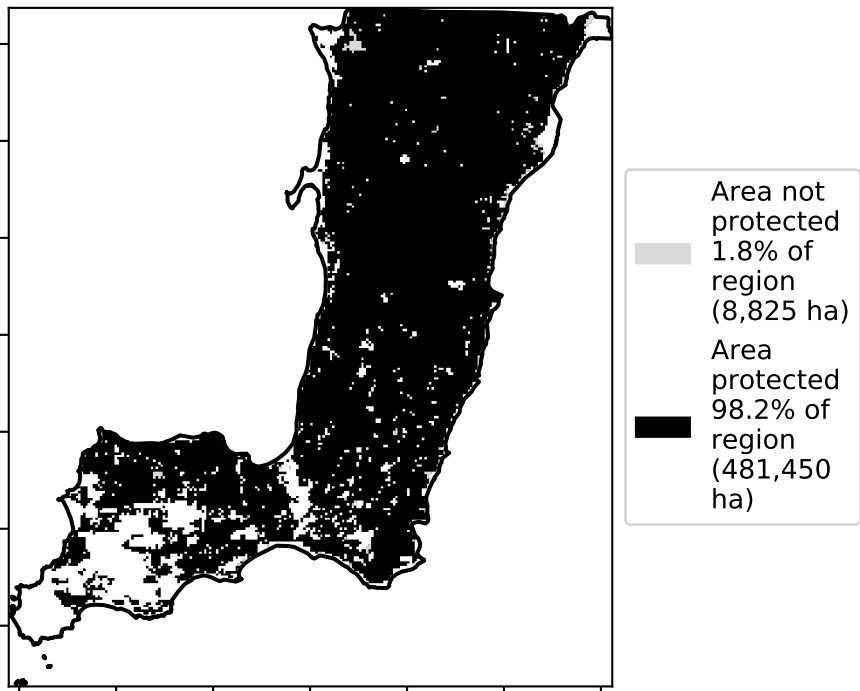 Area not
protected
1.8% of
region
(8,825 ha)
Area
protected
98.2% of
region
(481,450
ha)